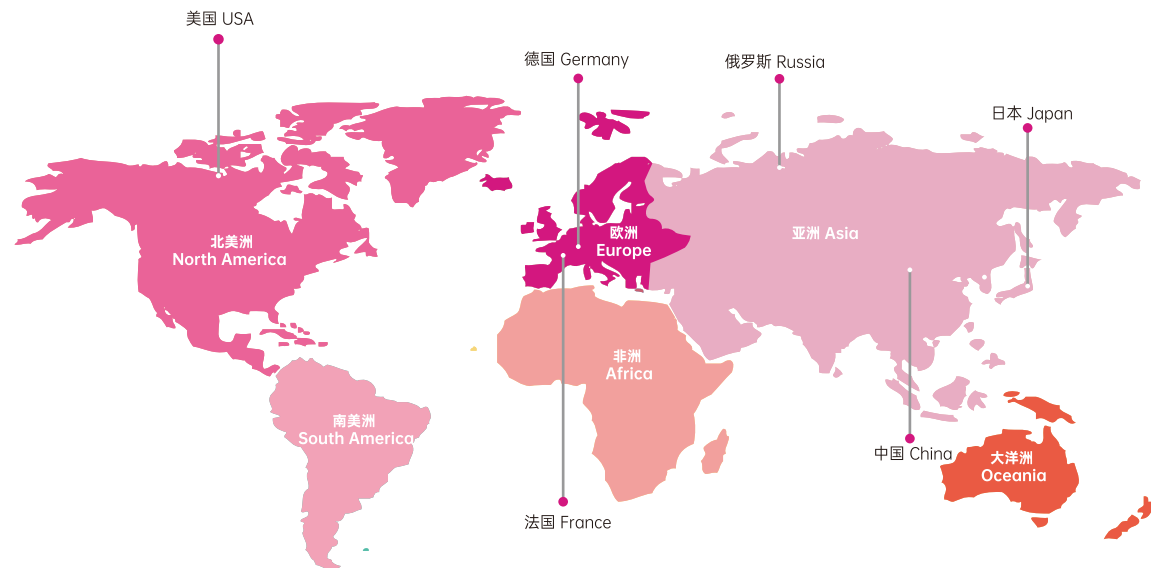 美国 USA
德国 Germany
俄罗斯 Russia
日本 Japan
北美洲
North America
欧洲
Europe
亚洲 Asia
非洲
Africa
南美洲
South America
中国 China
大洋洲
Oceania
法国 France